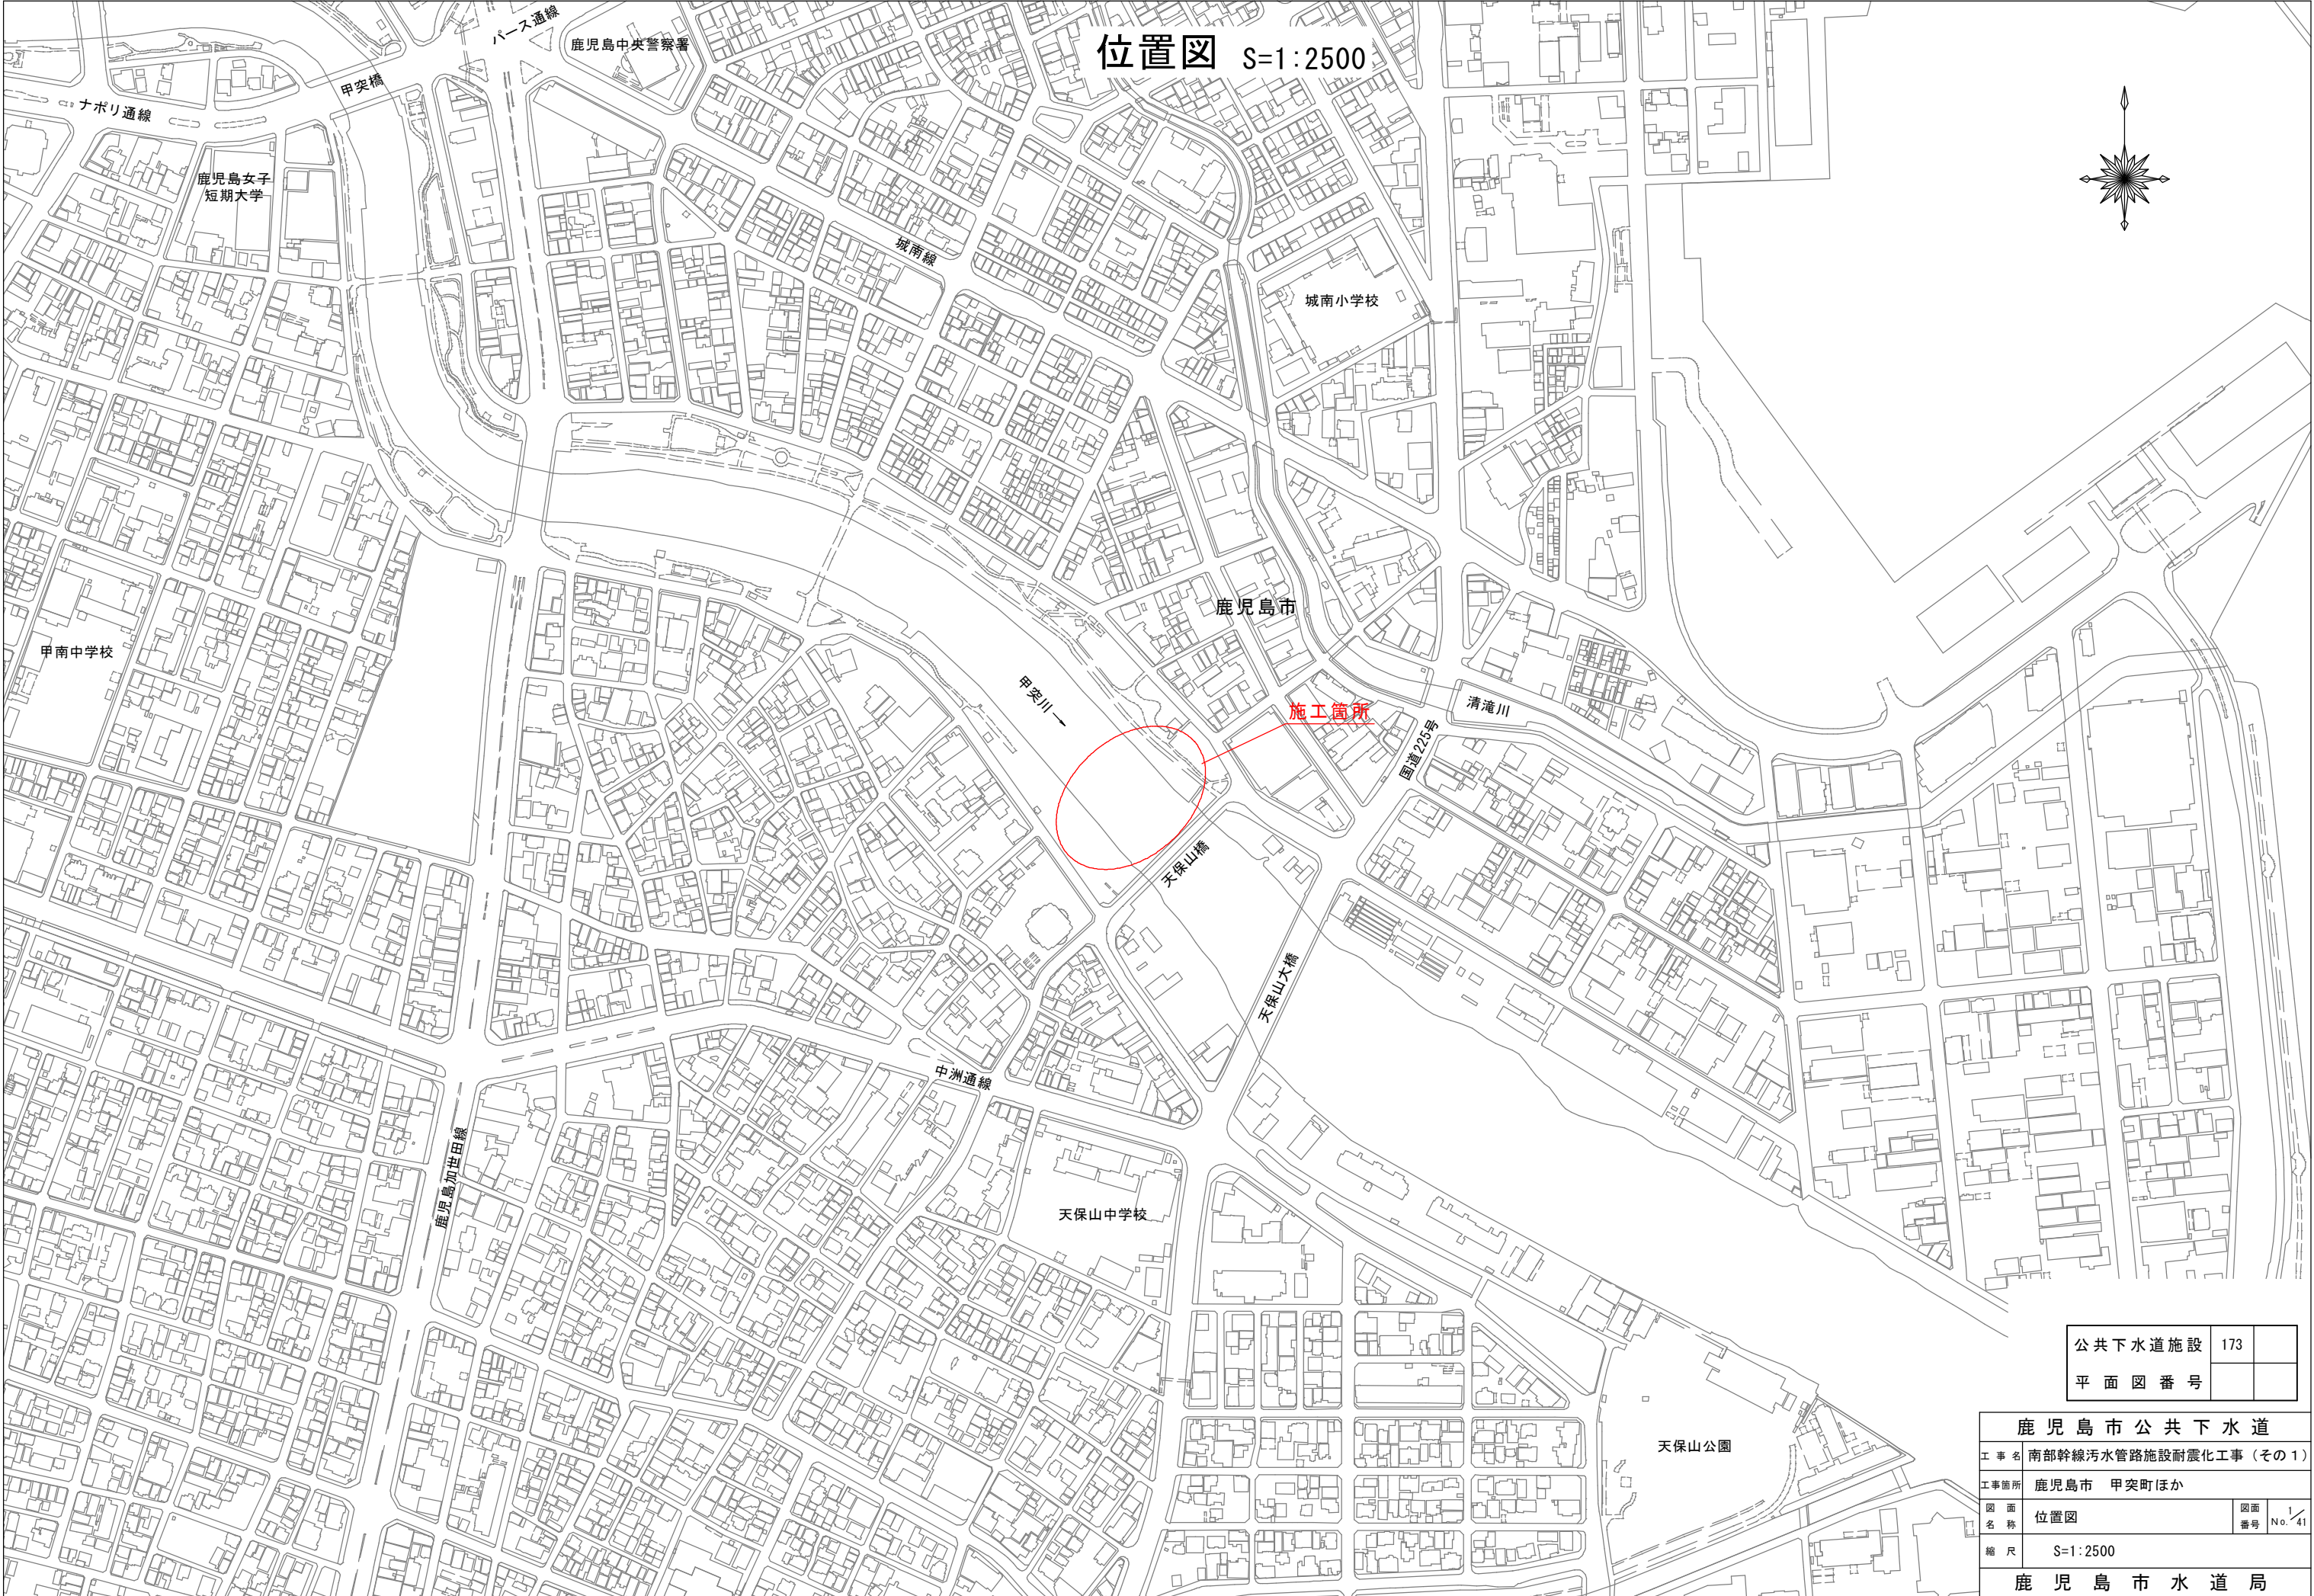 位置図 S=1:2500
パース通線
鹿児島中央警察署
甲突橋
ナポリ通線
鹿児島女子
短期大学
城南線
城南小学校
鹿児島市
甲南中学校
甲突川→
施工箇所
清滝川
国道225号
天保山橋
天保山大橋
中洲通線
鹿児島加世田線
天保山中学校
天保山公園
公共下水道施設 173
平面図番号
鹿児島市公共下水道
工事名 南部幹線汚水管路施設耐震化工事(その1)
工事箇所 鹿児島市 甲突町ほか
図面名称 位置図 図面番号 No.1/41
縮尺 S=1:2500
鹿児島市水道局